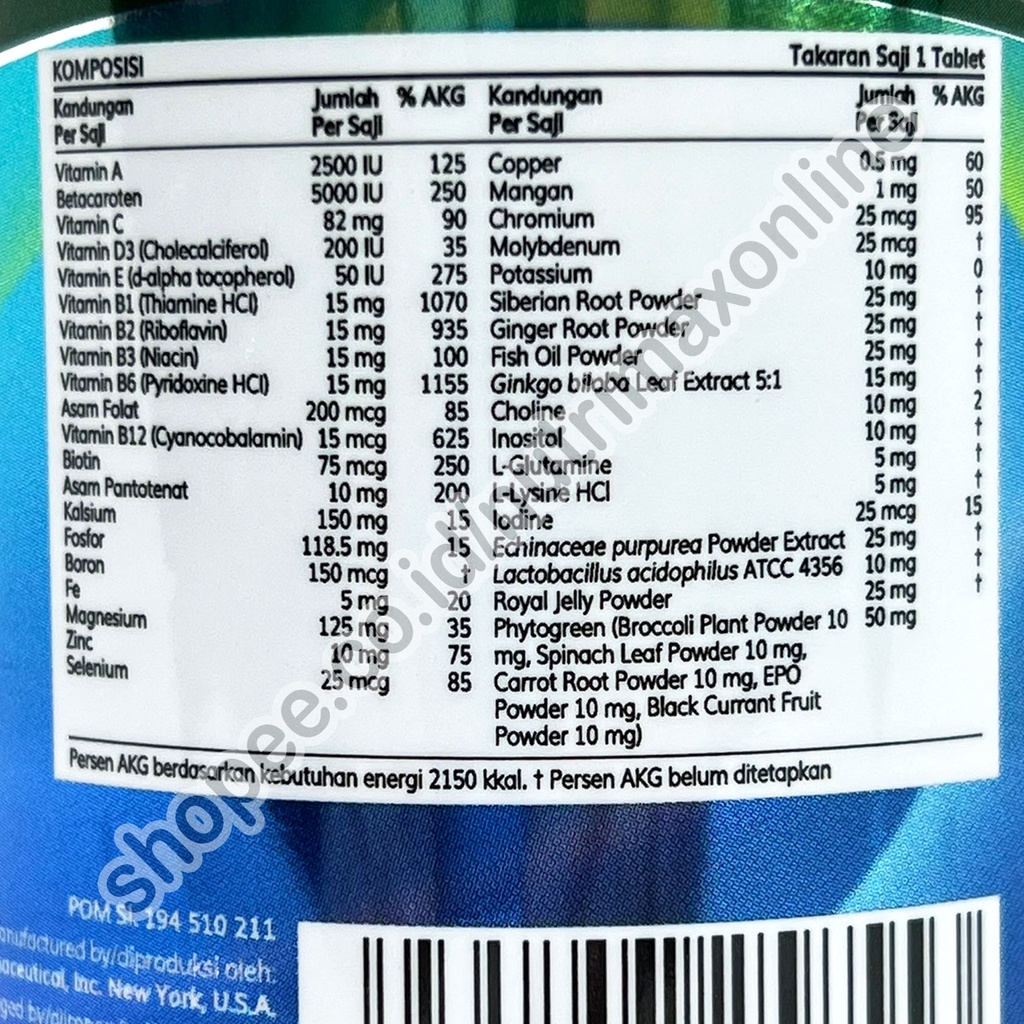 KOMPOSISI Takaran Saji 1 Tablet
Kandungan Per Saji Jumlah Per Saji % AKG Kandungan Per Saji Jumlah Per Saji % AKG
Vitamin A 2500 IU 125
Betacaroten 5000 IU 250
Vitamin C 82 mg 90
Vitamin D3 (Cholecalciferol) 200 IU 35
Vitamin E (d-alpha tocopherol) 50 IU 275
Vitamin B1 (Thiamine HCl) 15 mg 1070
Vitamin B2 (Riboflavin) 15 mg 935
Vitamin B3 (Niacin) 15 mg 100
Vitamin B6 (Pyridoxine HCl) 15 mg 1155
Asam Folat 200 mcg 85
Vitamin B12 (Cyanocobalamin) 15 mcg 625
Biotin 75 mcg 250
Asam Pantotenat 10 mg 200
Kalsium 150 mg 15
Fosfor 118.5 mg 15
Boron 150 mcg †
Fe 5 mg 20
Magnesium 125 mg 35
Zinc 10 mg 75
Selenium 25 mcg 85
Copper 0.5 mg 60
Mangan 1 mg 50
Chromium 25 mcg 95
Molybdenum 25 mcg †
Potassium 10 mg 0
Siberian Root Powder 25 mg †
Ginger Root Powder 25 mg †
Fish Oil Powder 25 mg †
Ginkgo biloba Leaf Extract 5:1 15 mg †
Choline 10 mg 2
Inositol 10 mg †
L-Glutamine 5 mg †
L-Lysine HCl 5 mg †
Iodine 25 mcg 15
Echinaceae purpurea Powder Extract 25 mg †
Lactobacillus acidophilus ATCC 4356 10 mg †
Royal Jelly Powder 25 mg †
Phytogreen (Broccoli Plant Powder 10 50 mg
mg, Spinach Leaf Powder 10 mg,
Carrot Root Powder 10 mg, EPO
Powder 10 mg, Black Currant Fruit
Powder 10 mg)
Persen AKG berdasarkan kebutuhan energi 2150 kkal. † Persen AKG belum ditetapkan
POM SI. 194 510 211
by/diproduksi oleh:
Inc. New York, U.S.A.